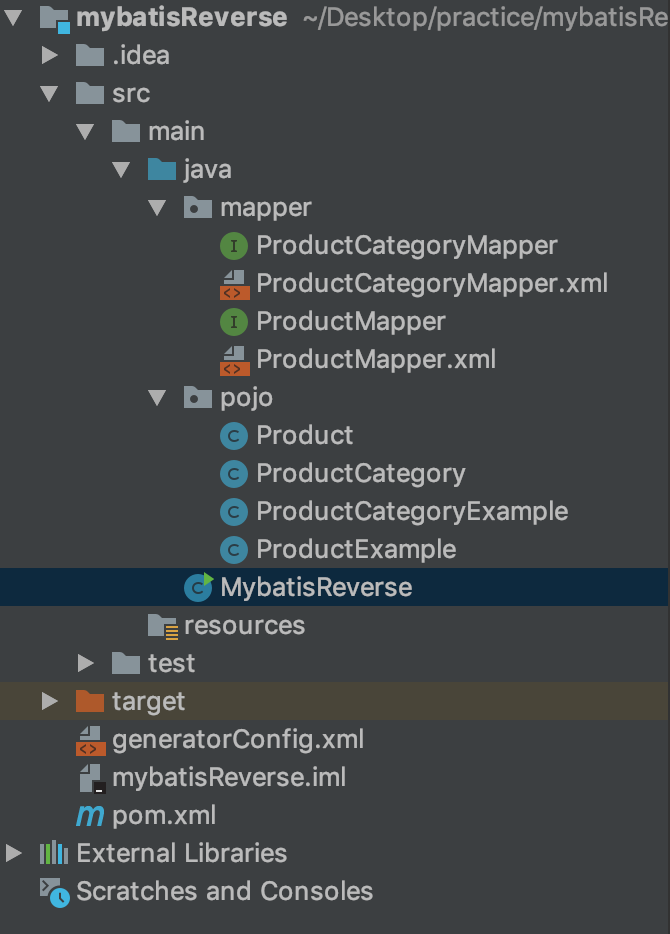 mybatisReverse ~/Desktop/practice/mybatisRe
.idea
src
main
java
mapper
ProductCategoryMapper
ProductCategoryMapper.xml
ProductMapper
ProductMapper.xml
pojo
Product
ProductCategory
ProductCategoryExample
ProductExample
MybatisReverse
resources
test
target
generatorConfig.xml
mybatisReverse.iml
pom.xml
External Libraries
Scratches and Consoles